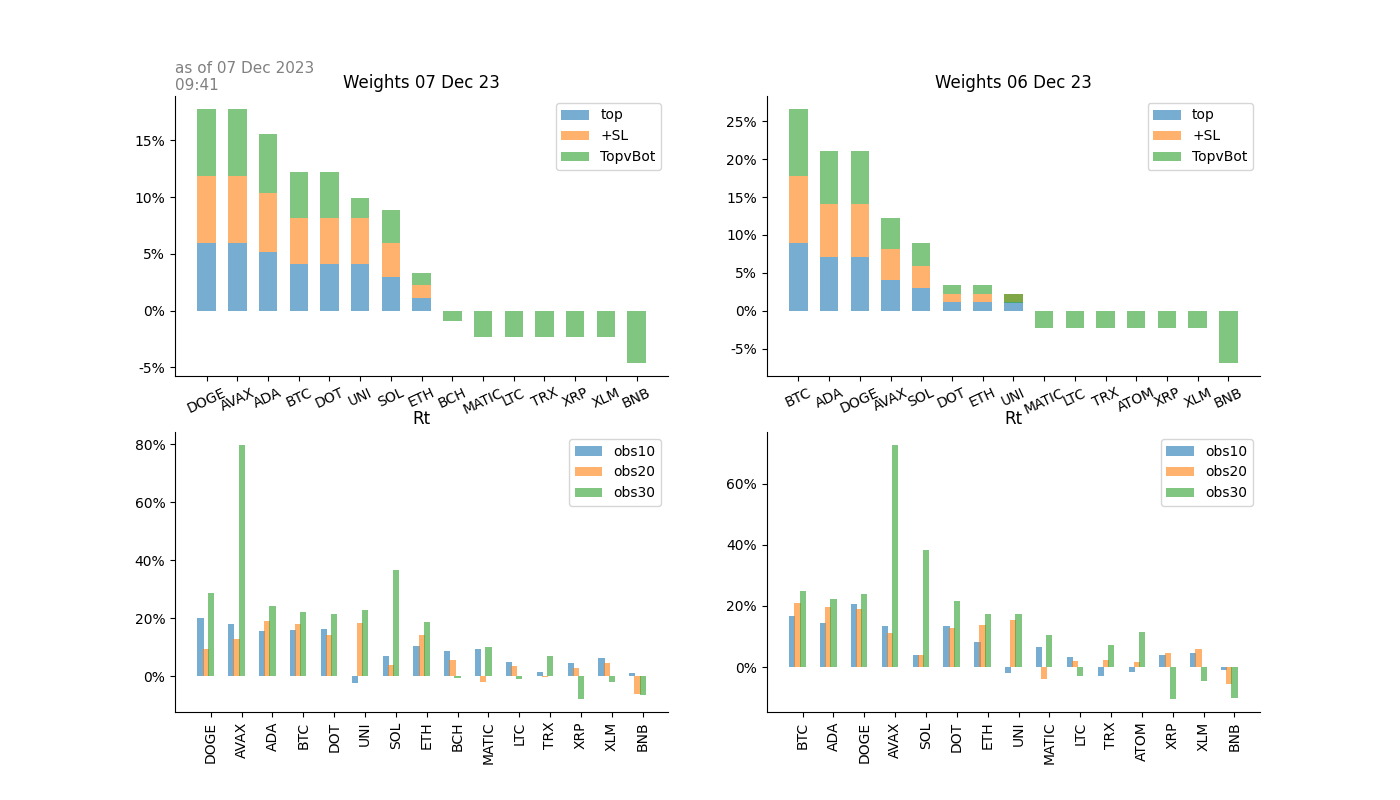 as of 07 Dec 2023
09:41
Weights 07 Dec 23
top
+SL
TopvBot
15%
10%
5%
0%
-5%
DOGE AVAX ADA BTC DOT UNI SOL ETH BCH MATIC LTC TRX XRP XLM BNB
Weights 06 Dec 23
top
+SL
TopvBot
25%
20%
15%
10%
5%
0%
-5%
BTC ADA DOGE AVAX SOL DOT ETH UNI MATIC LTC TRX ATOM XRP XLM BNB
Rt
obs10
obs20
obs30
80%
60%
40%
20%
0%
DOGE AVAX ADA BTC DOT UNI SOL ETH BCH MATIC LTC TRX XRP XLM BNB
Rt
obs10
obs20
obs30
60%
40%
20%
0%
BTC ADA DOGE AVAX SOL DOT ETH UNI MATIC LTC TRX ATOM XRP XLM BNB